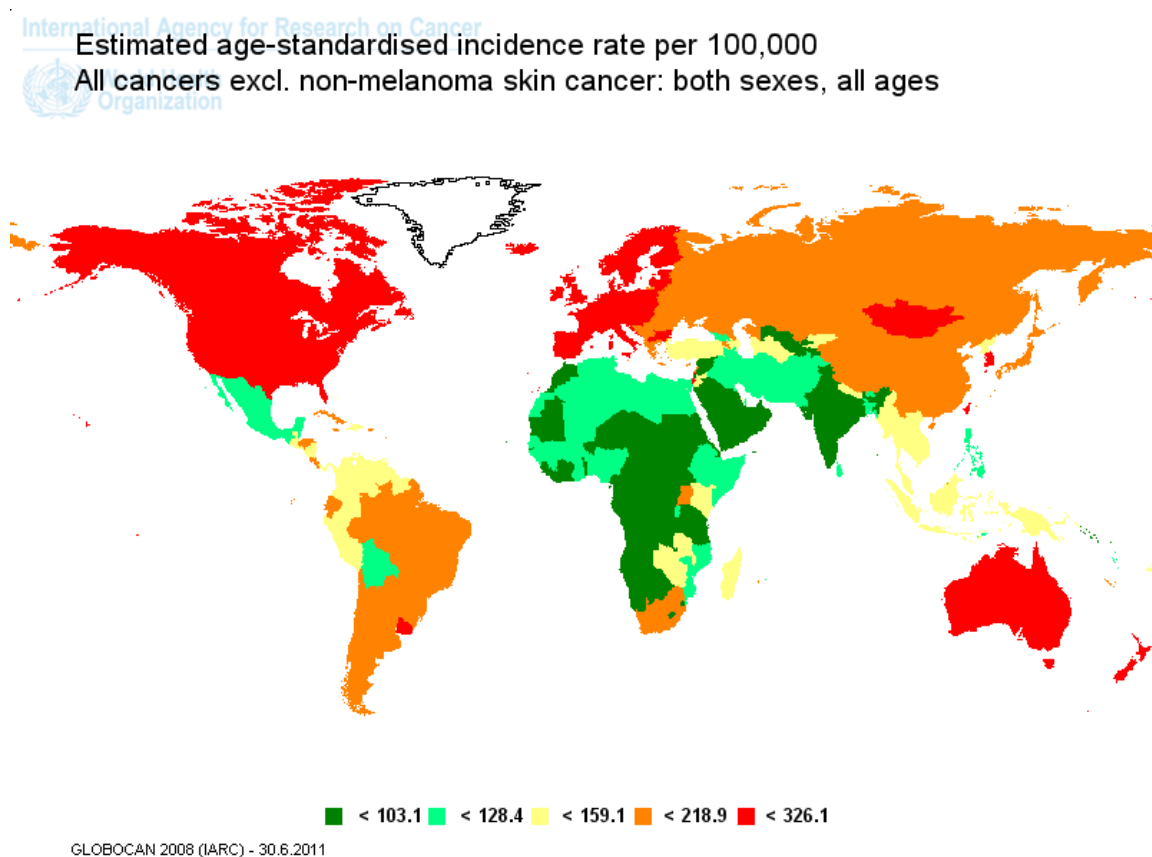 International Agency for Research on Cancer
Estimated age-standardised incidence rate per 100,000
All cancers excl. non-melanoma skin cancer: both sexes, all ages
World Health
Organization
< 103.1 < 128.4 < 159.1 < 218.9 < 326.1
GLOBOCAN 2008 (IARC) - 30.6.2011